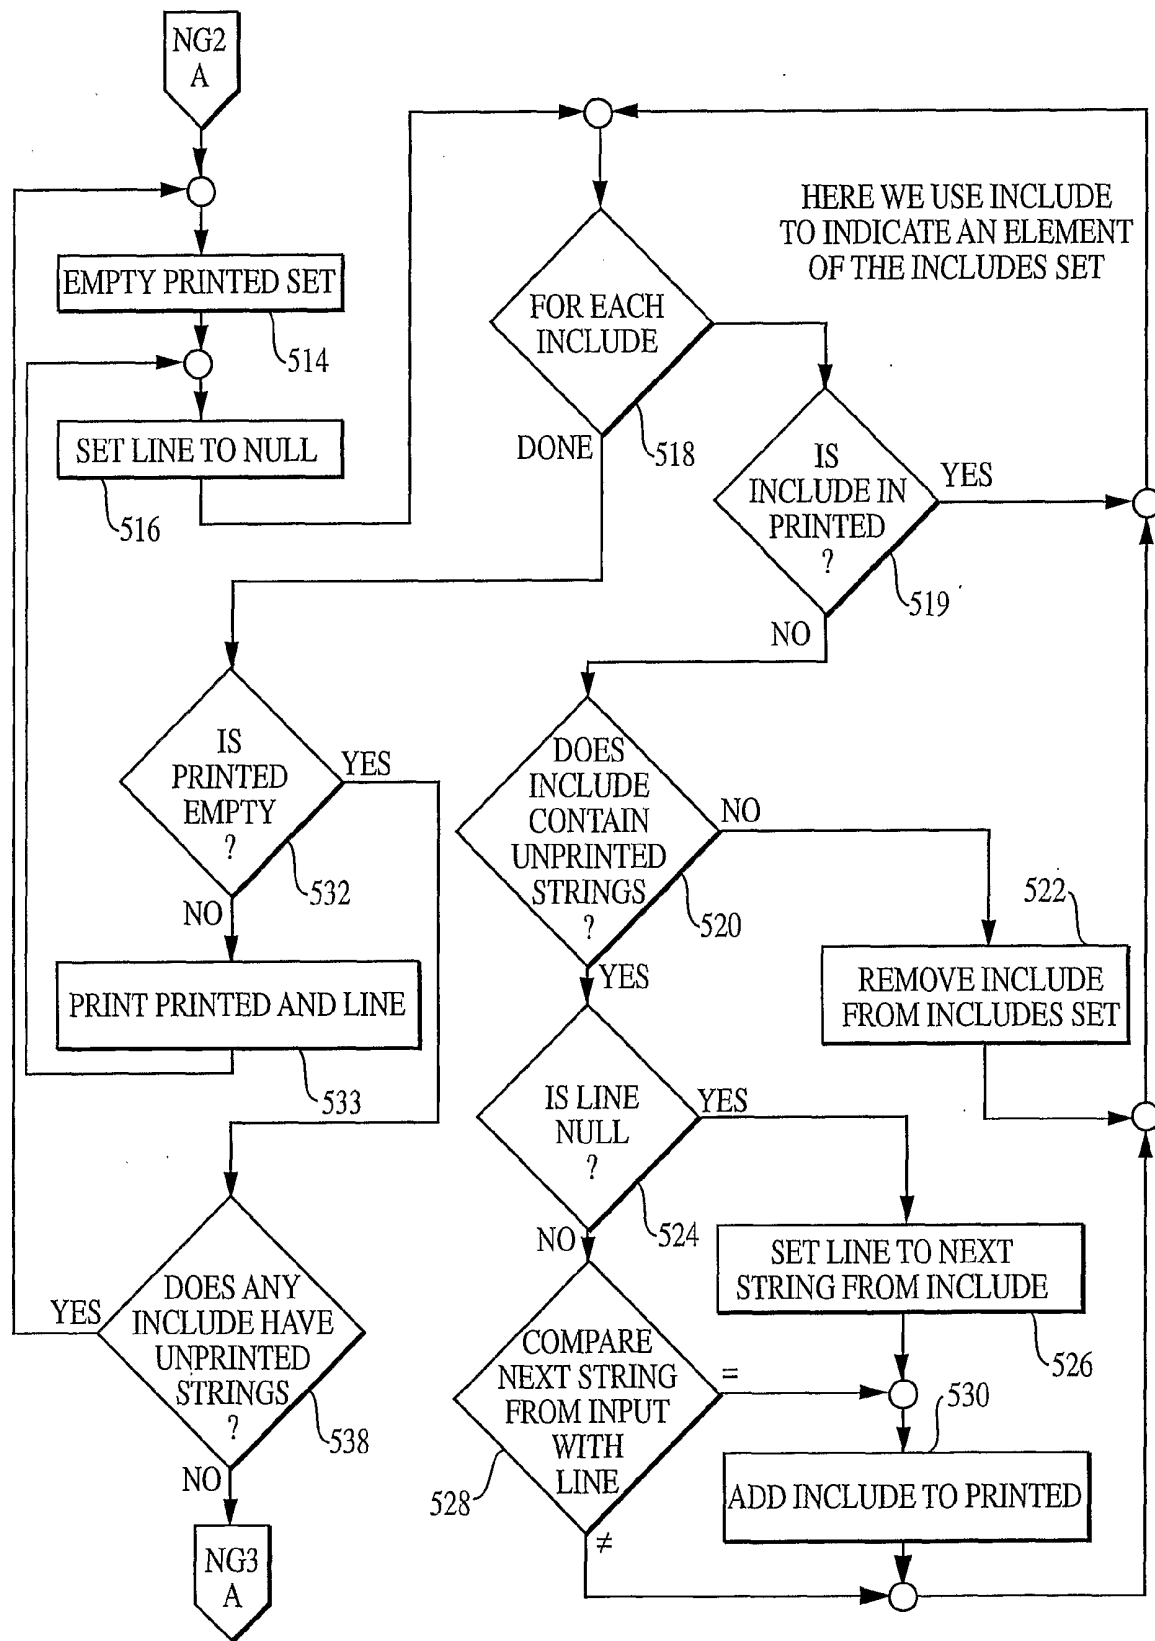 NG2
A
EMPTY PRINTED SET
514
SET LINE TO NULL
516
HERE WE USE INCLUDE
TO INDICATE AN ELEMENT
OF THE INCLUDES SET
FOR EACH
INCLUDE
518
DONE
IS
INCLUDE IN
PRINTED
?
519
YES
NO
IS
PRINTED
EMPTY
?
532
YES
NO
PRINT PRINTED AND LINE
533
DOES
INCLUDE
CONTAIN
UNPRINTED
STRINGS
?
520
NO
YES
522
REMOVE INCLUDE
FROM INCLUDES SET
IS LINE
NULL
?
524
YES
NO
SET LINE TO NEXT
STRING FROM INCLUDE
526
DOES ANY
INCLUDE HAVE
UNPRINTED
STRINGS
?
538
YES
NO
COMPARE
NEXT STRING
FROM INPUT
WITH
LINE
528
=
≠
530
ADD INCLUDE TO PRINTED
NG3
A